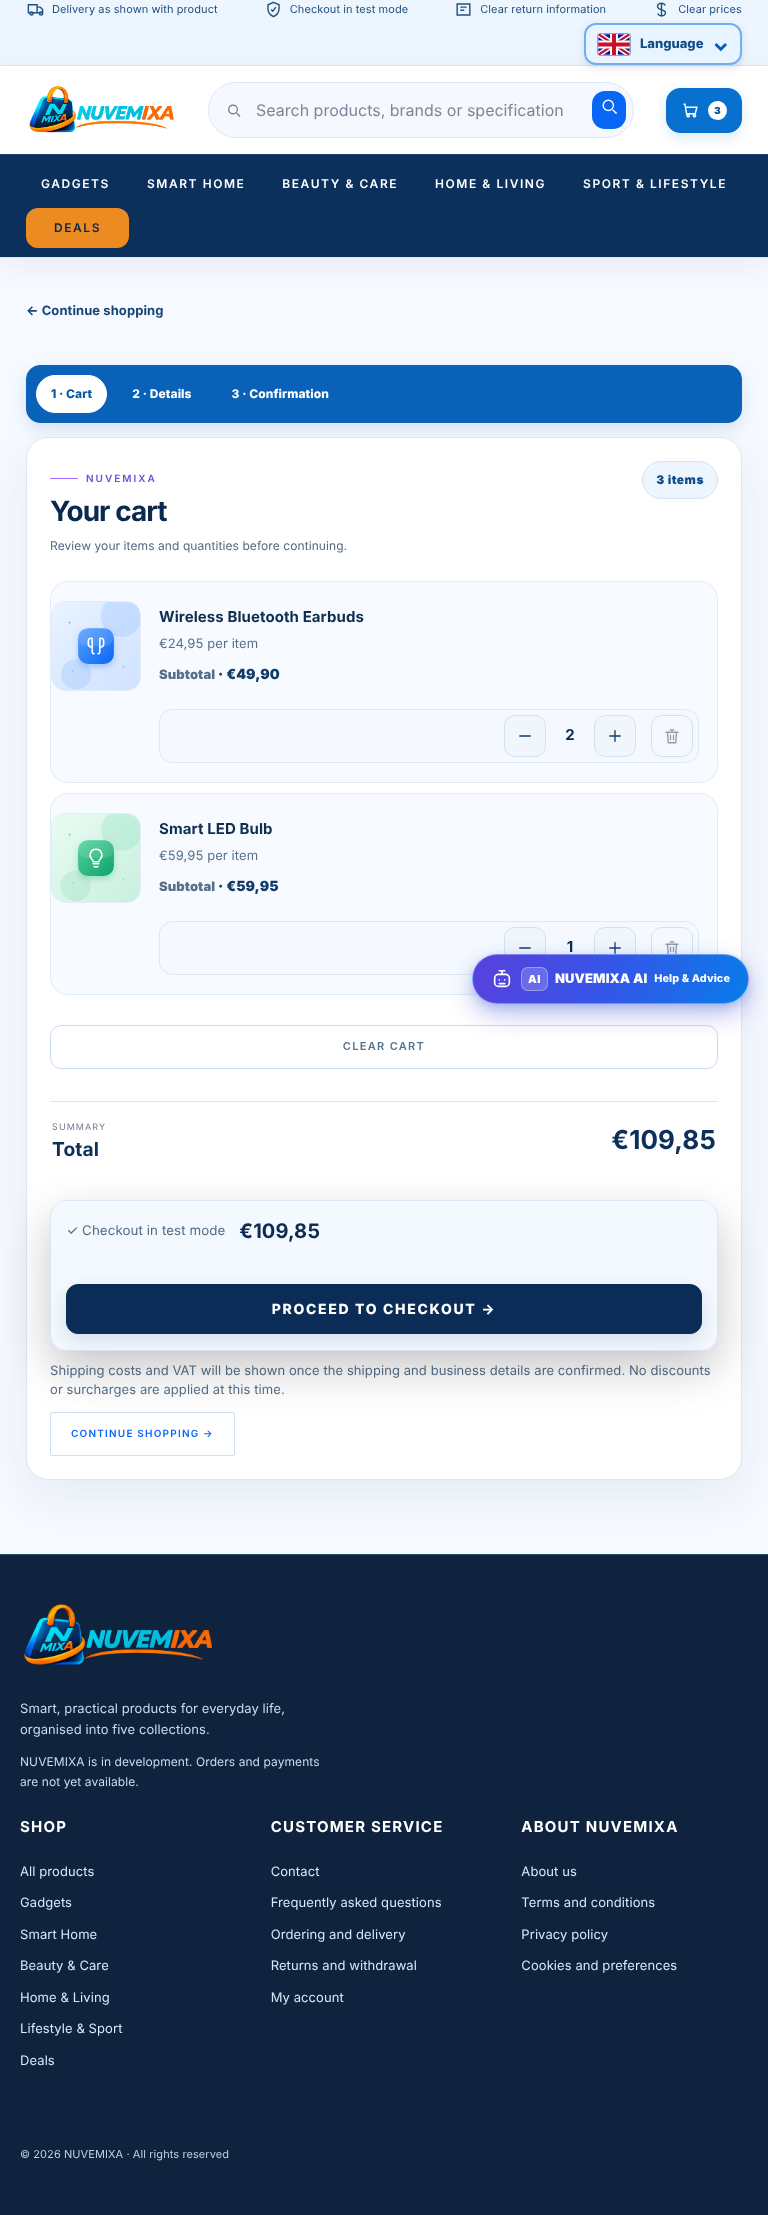 Delivery as shown with product
Checkout in test mode
Clear return information
Clear prices
Language
NUVEMIXA
Search products, brands or specification
3
GADGETS
SMART HOME
BEAUTY & CARE
HOME & LIVING
SPORT & LIFESTYLE
DEALS
← Continue shopping
1 · Cart
2 · Details
3 · Confirmation
NUVEMIXA
3 items
Your cart
Review your items and quantities before continuing.
Wireless Bluetooth Earbuds
€24,95 per item
Subtotal · €49,90
− 2 +
Smart LED Bulb
€59,95 per item
Subtotal · €59,95
− 1 +
AI NUVEMIXA AI Help & Advice
CLEAR CART
SUMMARY
Total
€109,85
✓ Checkout in test mode €109,85
PROCEED TO CHECKOUT →
Shipping costs and VAT will be shown once the shipping and business details are confirmed. No discounts
or surcharges are applied at this time.
CONTINUE SHOPPING →
N
MIXA
NUVEMIXA
Smart, practical products for everyday life,
organised into five collections.
NUVEMIXA is in development. Orders and payments
are not yet available.
SHOP
All products
Gadgets
Smart Home
Beauty & Care
Home & Living
Lifestyle & Sport
Deals
CUSTOMER SERVICE
Contact
Frequently asked questions
Ordering and delivery
Returns and withdrawal
My account
ABOUT NUVEMIXA
About us
Terms and conditions
Privacy policy
Cookies and preferences
© 2026 NUVEMIXA · All rights reserved